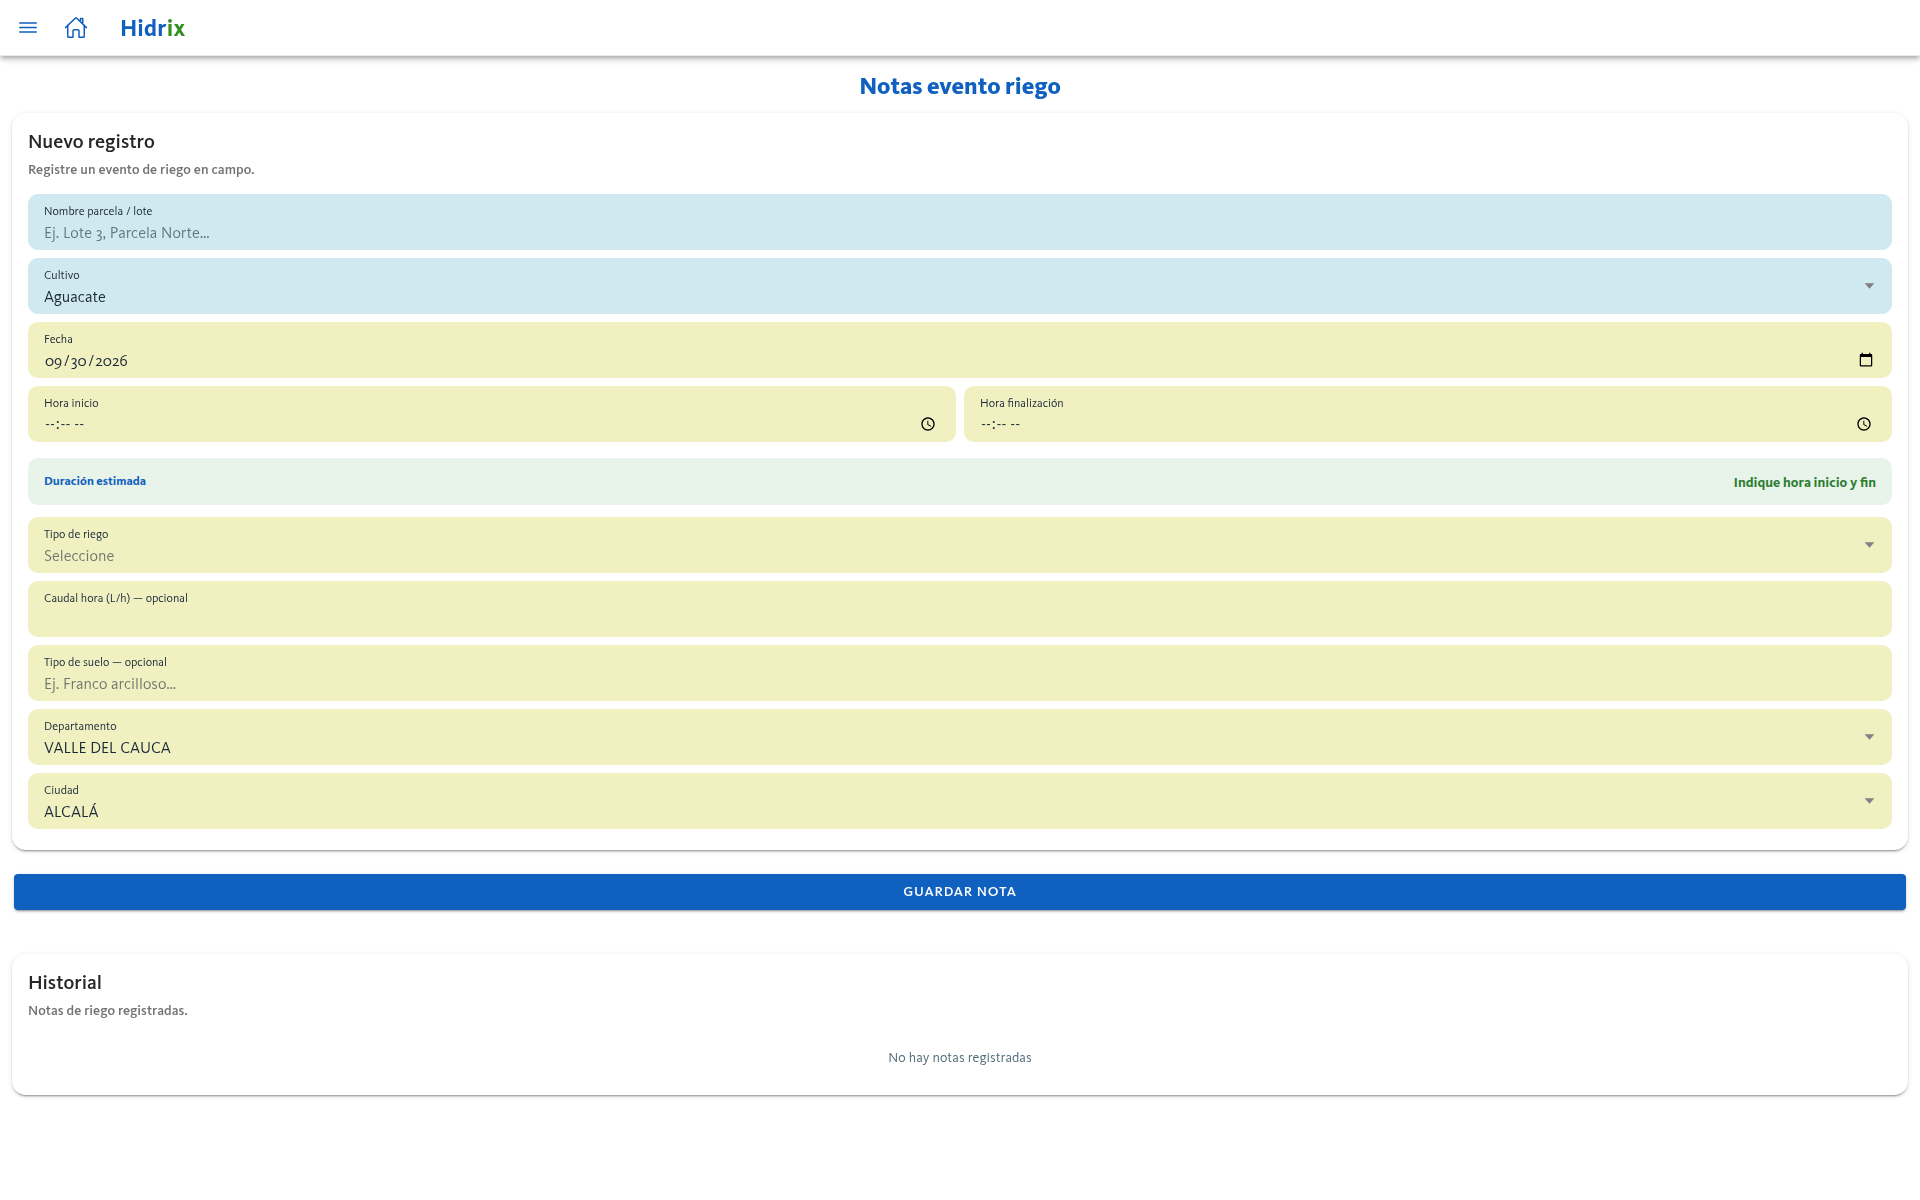 Hidrix
Notas evento riego
Nuevo registro
Registre un evento de riego en campo.
Nombre parcela / lote
Ej. Lote 3, Parcela Norte...
Cultivo
Aguacate
Fecha
09/30/2026
Hora inicio
--:-- --
Hora finalización
--:-- --
Duración estimada
Indique hora inicio y fin
Tipo de riego
Seleccione
Caudal hora (L/h) — opcional
Tipo de suelo — opcional
Ej. Franco arcilloso...
Departamento
VALLE DEL CAUCA
Ciudad
ALCALÁ
GUARDAR NOTA
Historial
Notas de riego registradas.
No hay notas registradas